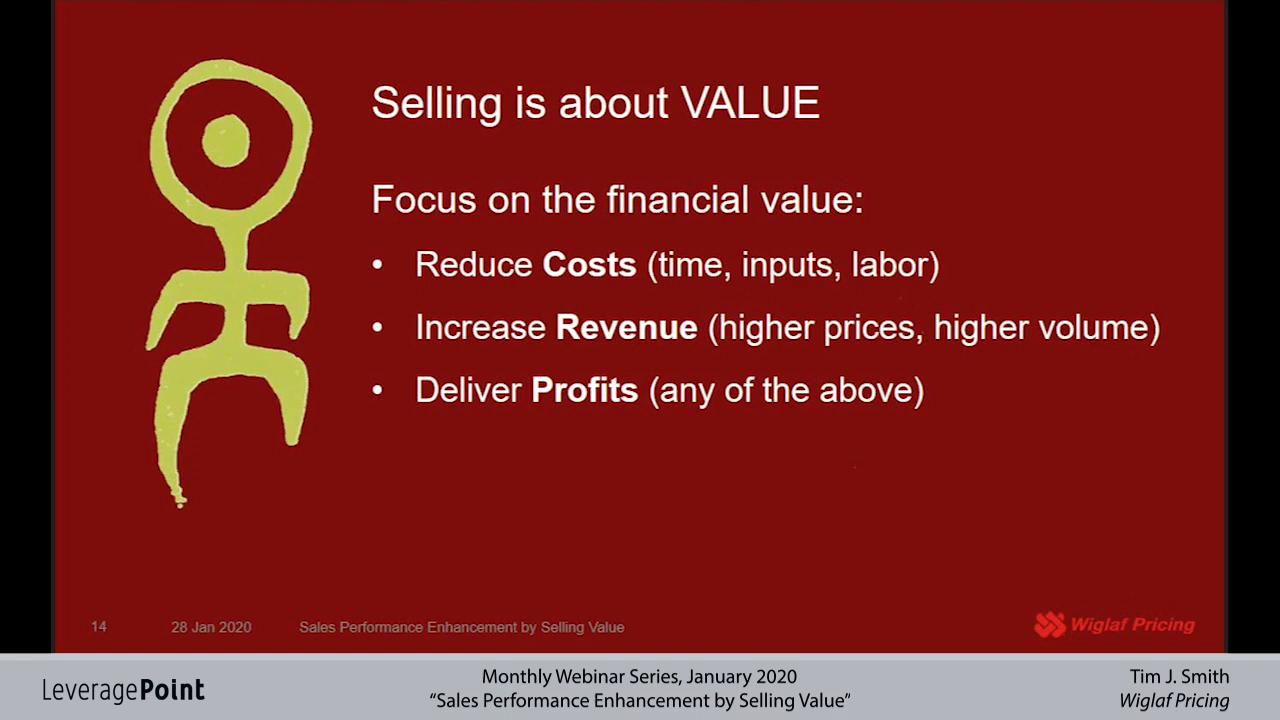 Selling is about VALUE
Focus on the financial value:
• Reduce Costs (time, inputs, labor)
• Increase Revenue (higher prices, higher volume)
• Deliver Profits (any of the above)
14 28 Jan 2020 Sales Performance Enhancement by Selling Value
Wiglaf Pricing
LeveragePoint
Monthly Webinar Series, January 2020
“Sales Performance Enhancement by Selling Value”
Tim J. Smith
Wiglaf Pricing